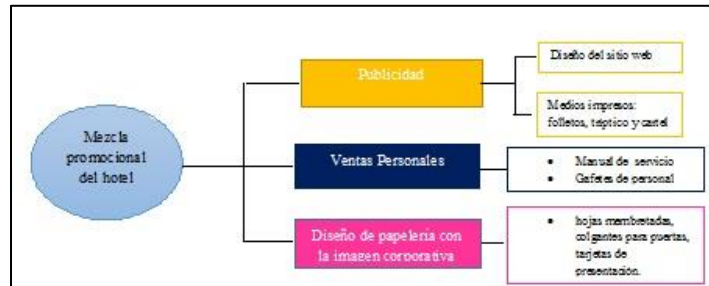 Mezcla
promocional
del hotel
Publicidad
Diseño del sitio web
Medios impresos:
folletos, tríptico y cartel
Ventas Personales
• Manual de servicio
• Gafetes de personal
Diseño de papelería con
la imagen corporativa
• hojas membretadas,
colgantes para puertas,
tarjetas de
presentación.